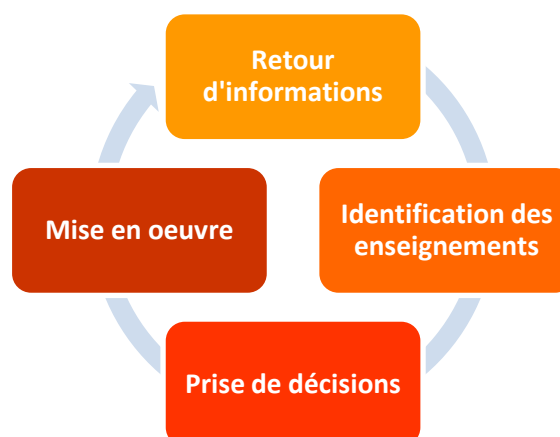 Retour
d'informations
Identification des
enseignements
Prise de décisions
Mise en oeuvre